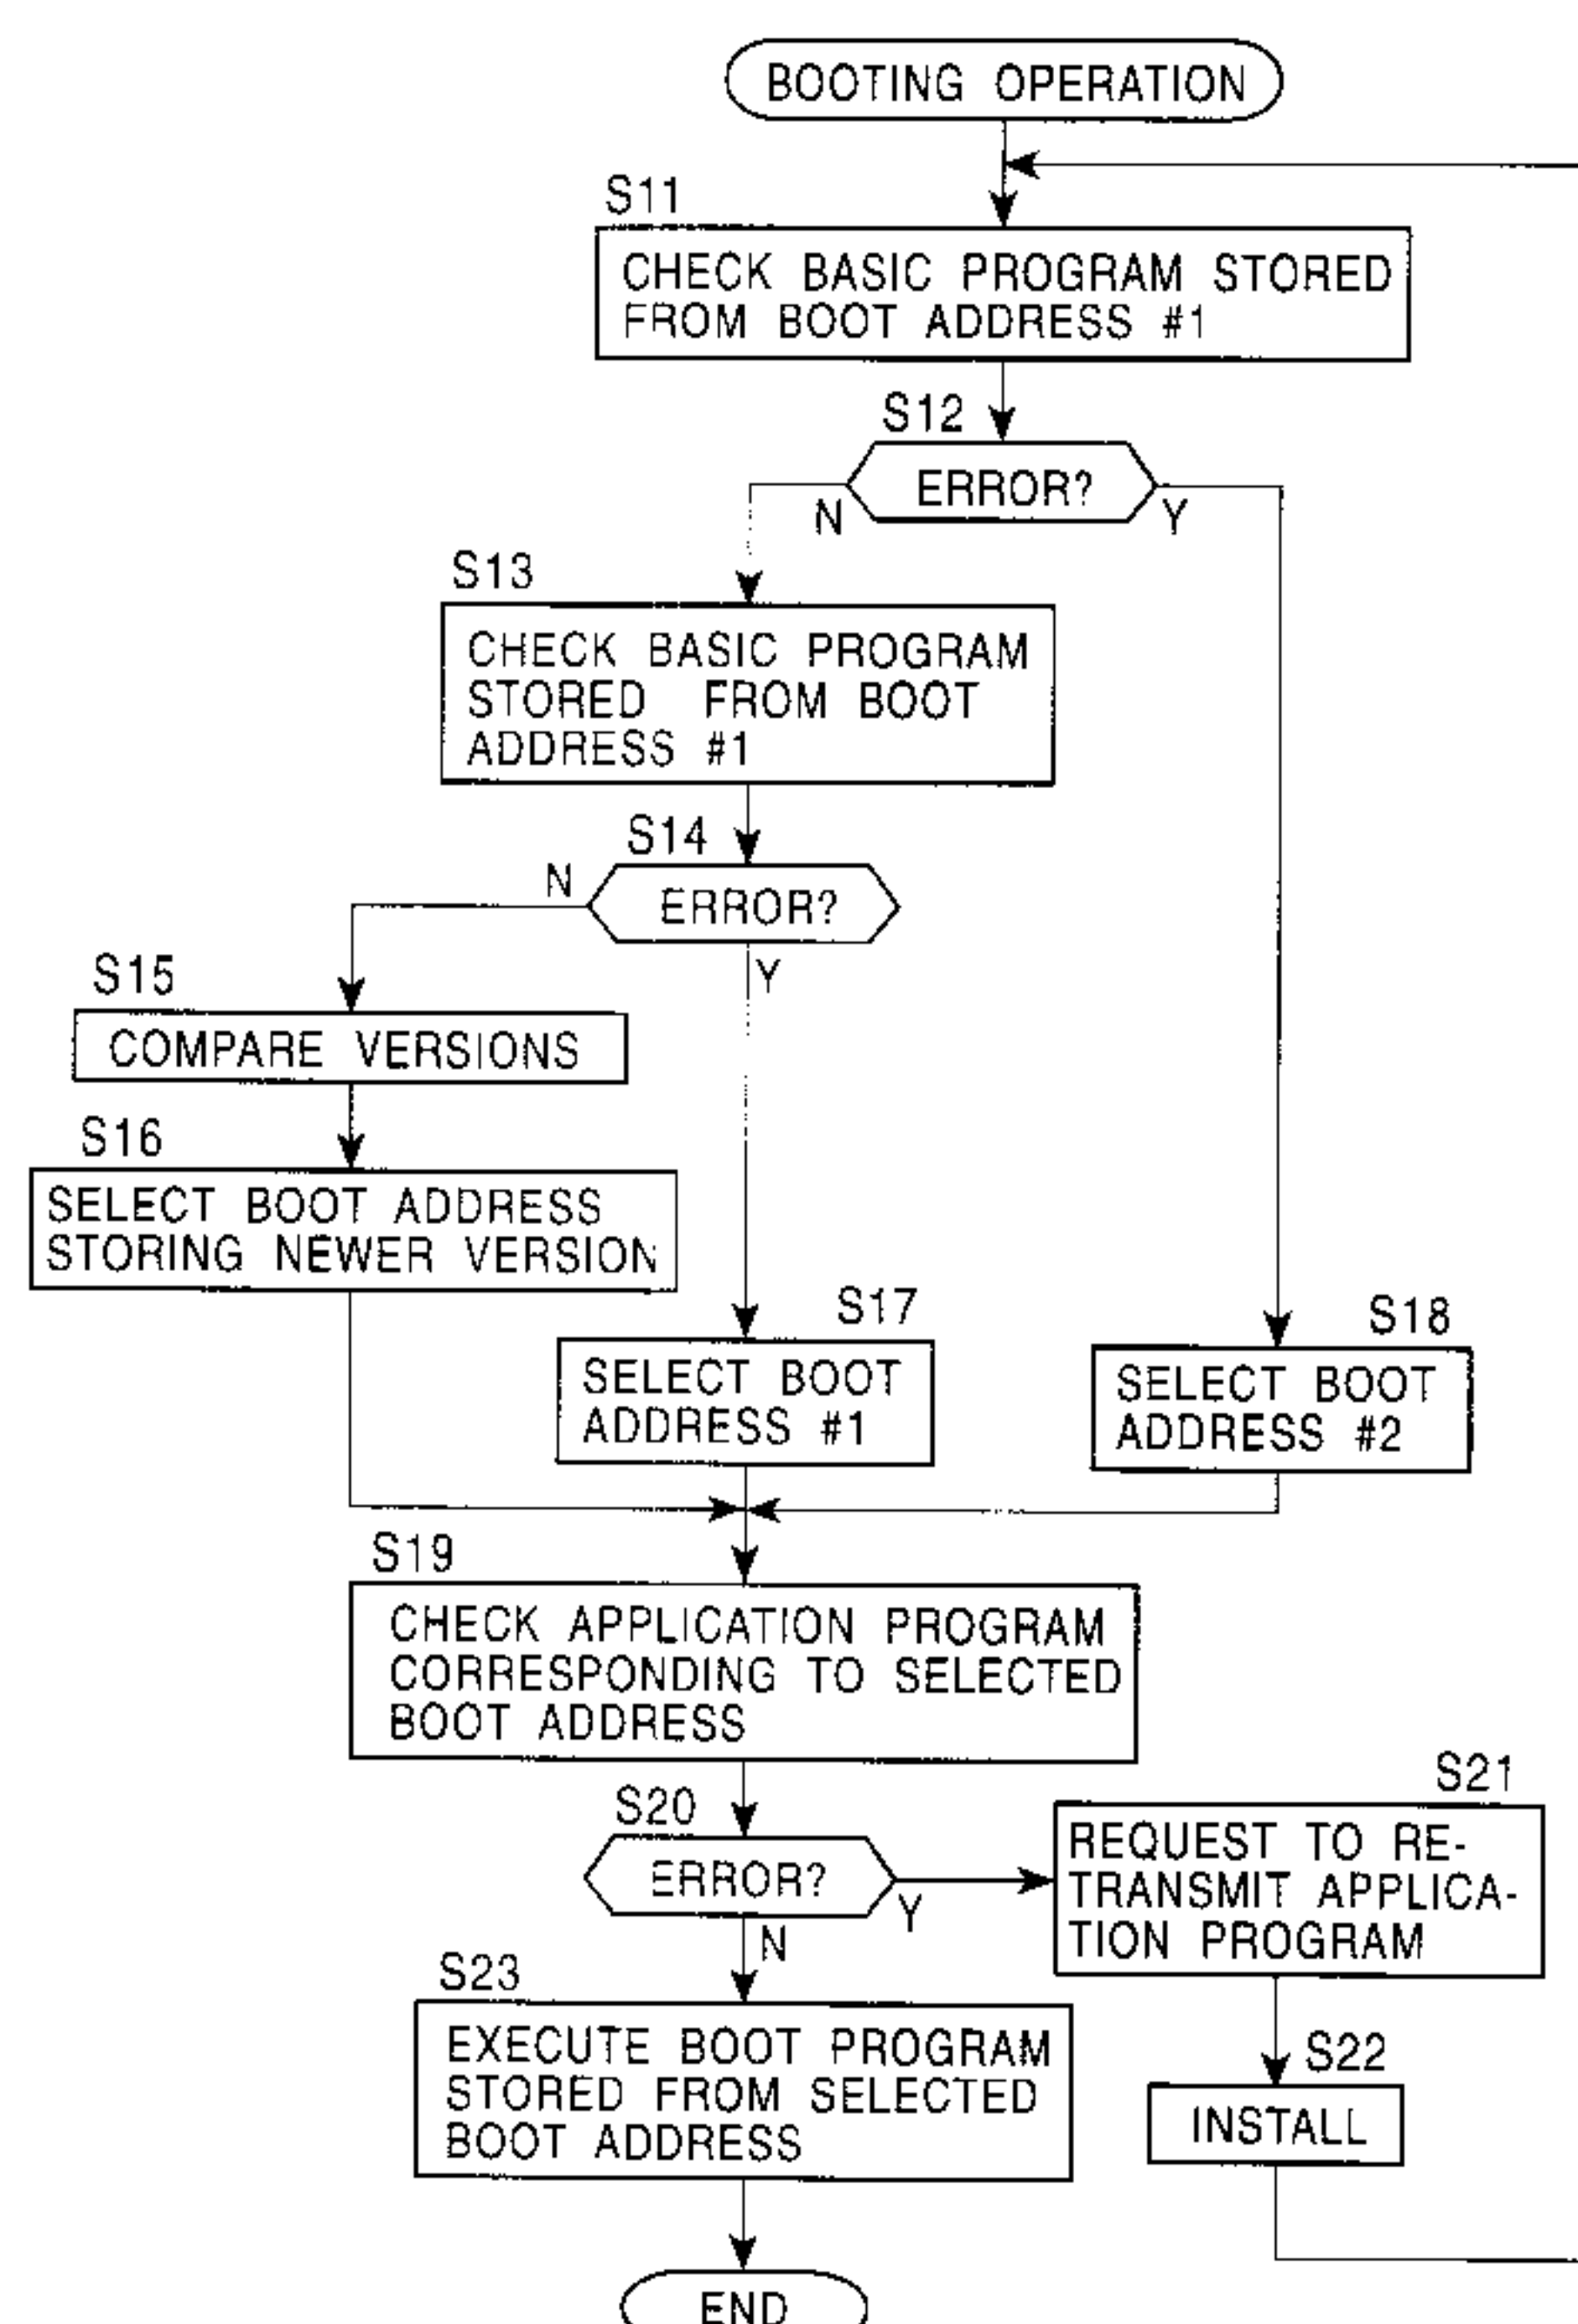 BOOTING OPERATION
S11
CHECK BASIC PROGRAM STORED
FROM BOOT ADDRESS #1
S12
ERROR?
N
Y
S13
CHECK BASIC PROGRAM
STORED FROM BOOT
ADDRESS #1
S14
N
ERROR?
Y
S15
COMPARE VERSIONS
S16
SELECT BOOT ADDRESS
STORING NEWER VERSION
S17
SELECT BOOT
ADDRESS #1
S18
SELECT BOOT
ADDRESS #2
S19
CHECK APPLICATION PROGRAM
CORRESPONDING TO SELECTED
BOOT ADDRESS
S20
ERROR?
Y
N
S21
REQUEST TO RE-
TRANSMIT APPLICA-
TION PROGRAM
S22
INSTALL
S23
EXECUTE BOOT PROGRAM
STORED FROM SELECTED
BOOT ADDRESS
END